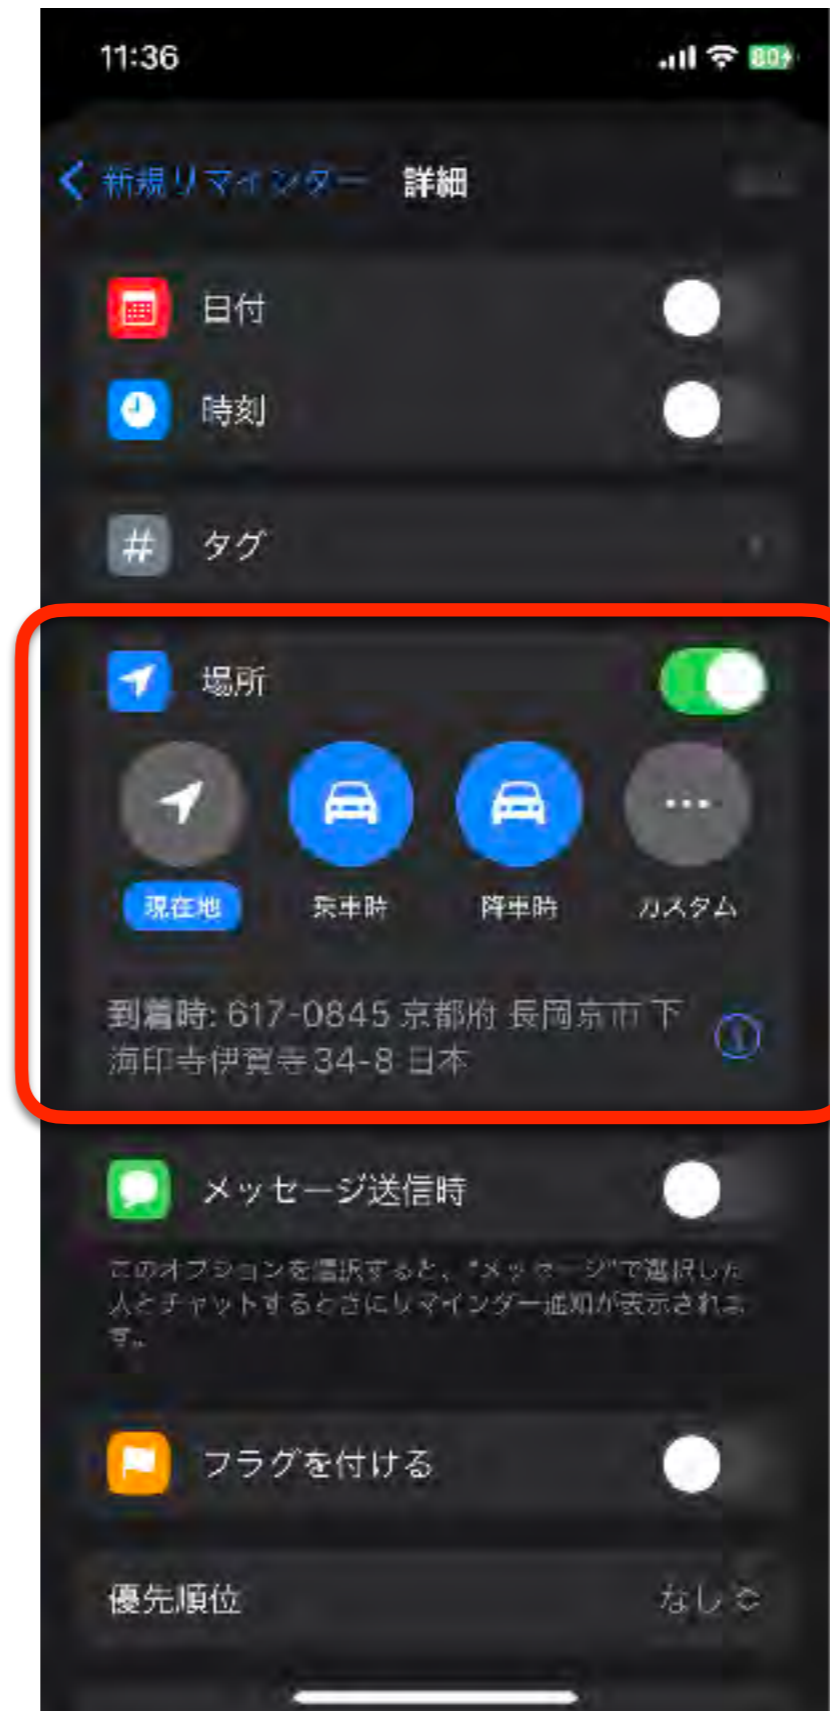 11:36
80
新規リマインダー 詳細
日付
時刻
# タグ
場所
現在地 乗車時 降車時 カスタム
到着時: 617-0845 京都府 長岡京市 下
海印寺伊賀寺34-8 日本
メッセージ送信時
このオプションを選択すると、"メッセージ"で選択した
人とチャットするときにリマインダー通知が表示されま
す。
フラグを付ける
優先順位 なし